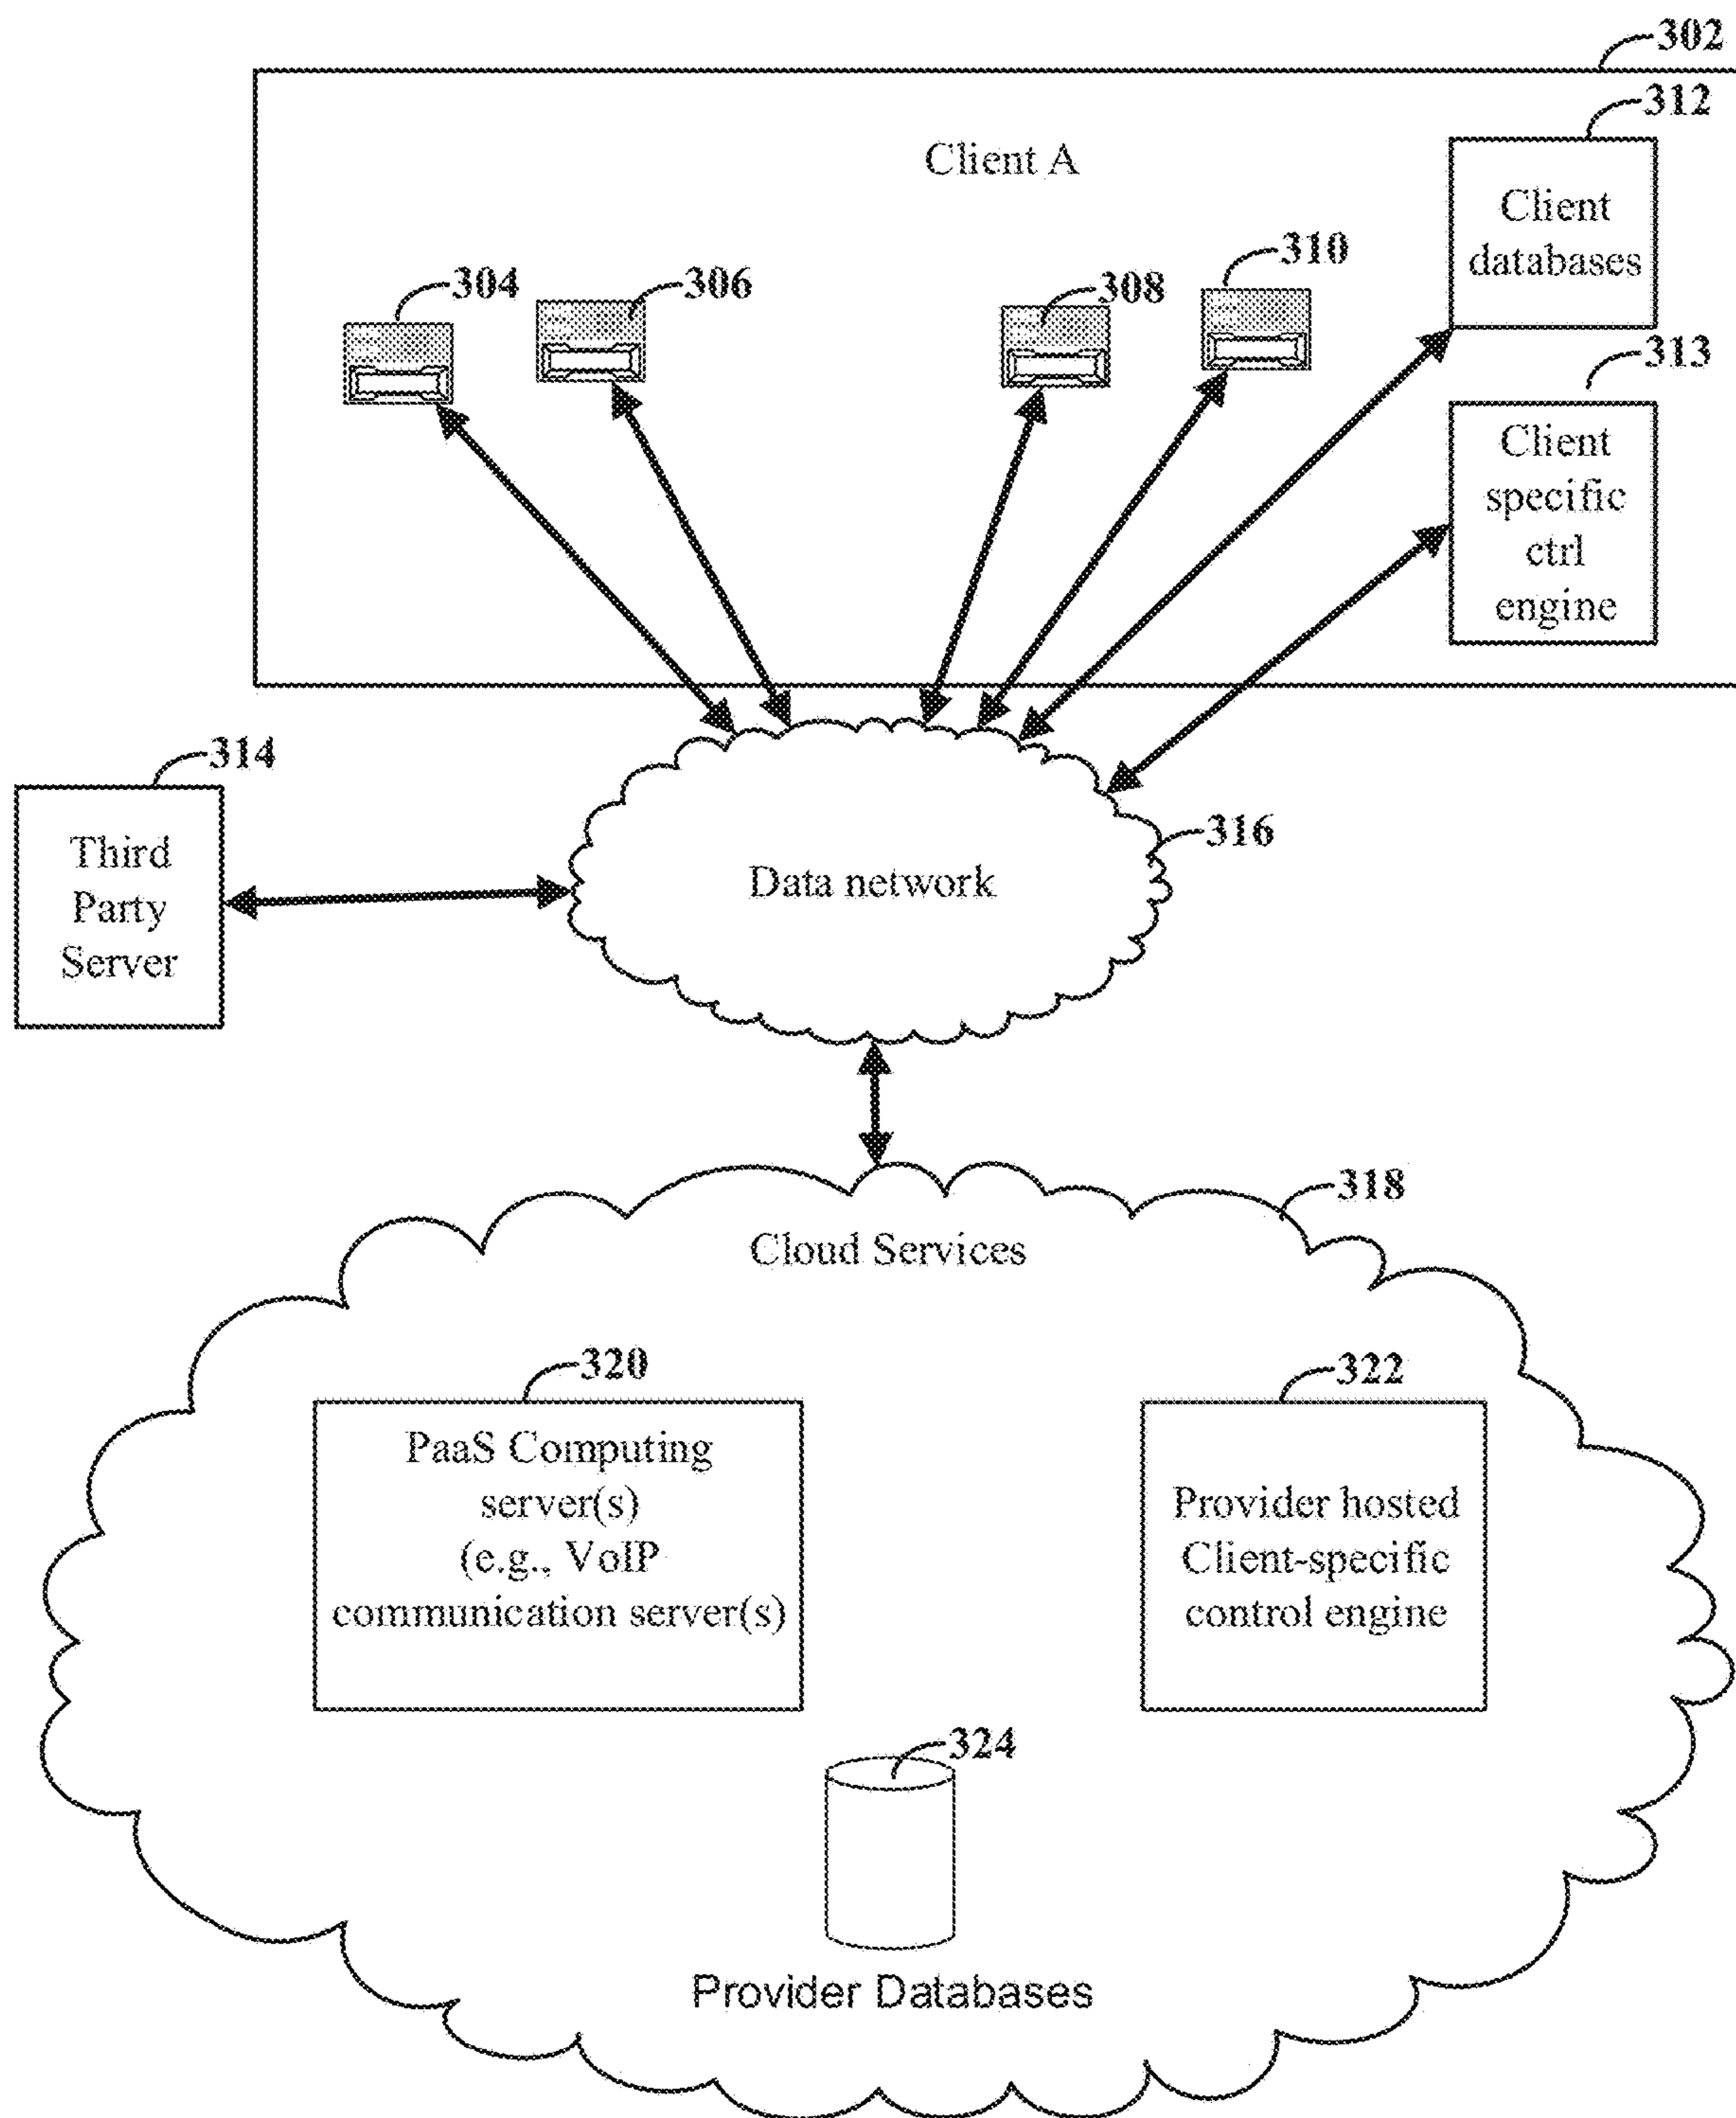 302
312
Client A
Client
databases
310
304
306
308
313
Client
specific
ctrl
engine
314
Third
Party
Server
316
Data network
318
Cloud Services
320
PaaS Computing
server(s)
(e.g., VoIP
communication server(s)
322
Provider hosted
Client-specific
control engine
324
Provider Databases